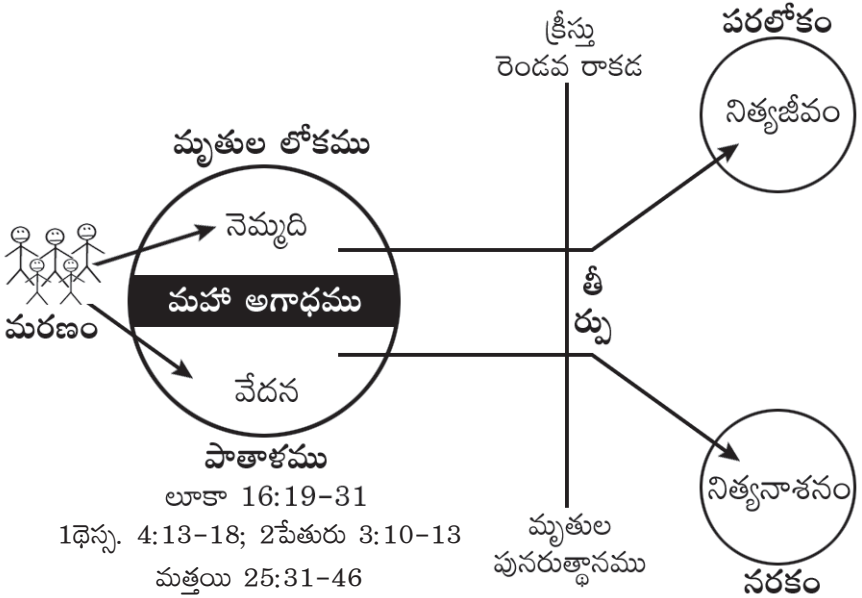 క్రీస్తు
రెండవ రాకడ
పరలోకం
నిత్యజీవం
మృతుల లోకము
నెమ్మది
మహా అగాధము
మరణం
వేదన
తీ
ర్పు
పాతాళము
లూకా 16:19-31
1థెస్స. 4:13-18; 2పేతురు 3:10-13
మత్తయి 25:31-46
మృతుల
పునరుత్థానము
నిత్యనాశనం
నరకం